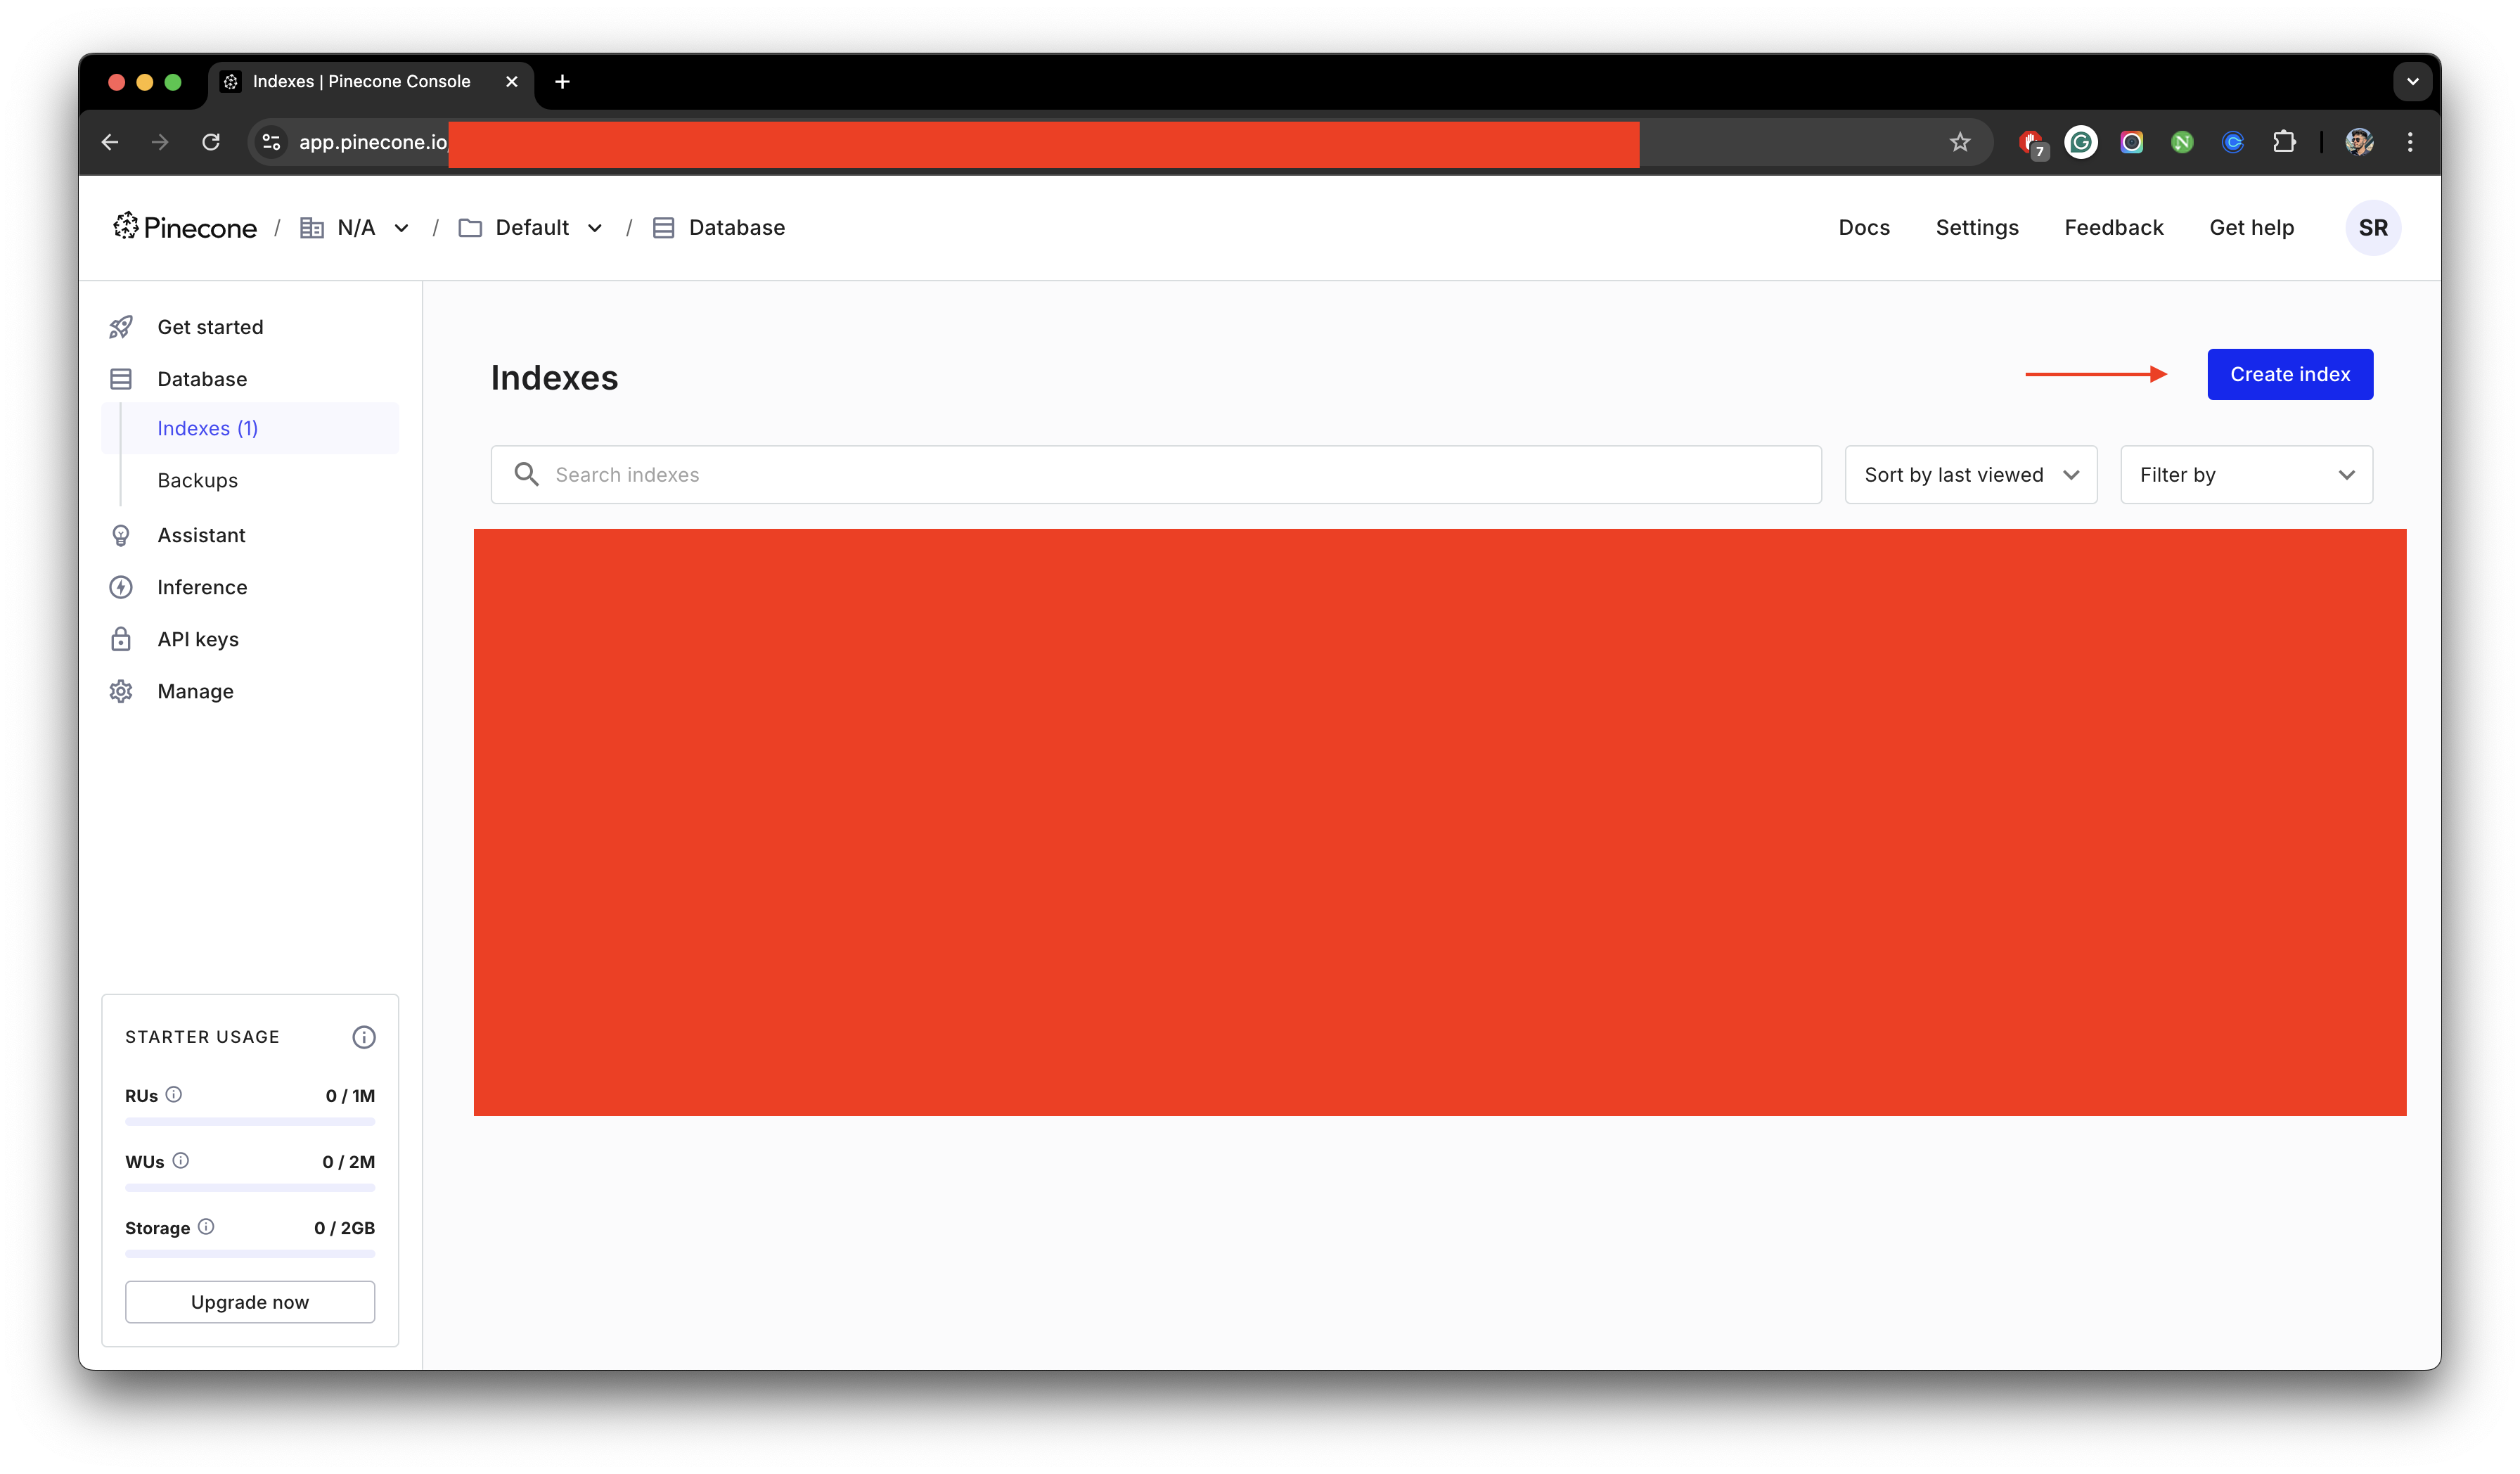 Indexes | Pinecone Console
app.pinecone.io
7
Pinecone / N/A / Default / Database
Docs Settings Feedback Get help SR
Get started
Database
Indexes (1)
Backups
Assistant
Inference
API keys
Manage
STARTER USAGE
RUs 0 / 1M
WUs 0 / 2M
Storage 0 / 2GB
Upgrade now
Indexes
Create index
Search indexes
Sort by last viewed
Filter by